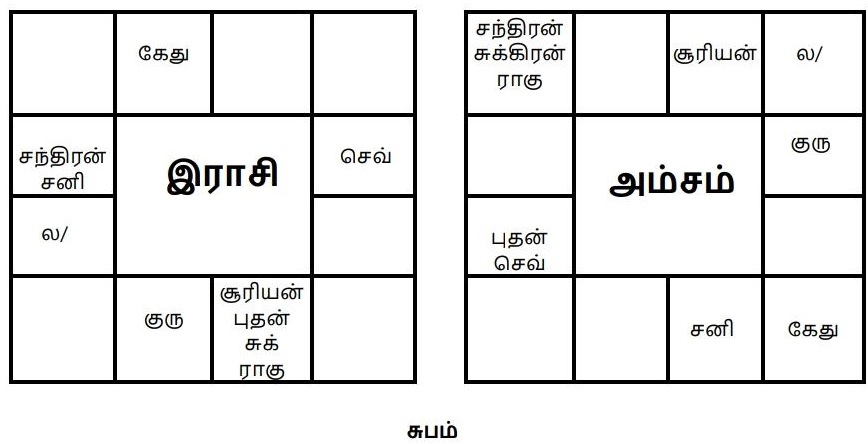 கேது
சந்திரன்
சனி
இராசி
செவ்
ல/
குரு
சூரியன்
புதன்
சுக்
ராகு
சந்திரன்
சுக்கிரன்
ராகு
சூரியன்
ல/
அம்சம்
குரு
புதன்
செவ்
சனி
கேது
சுபம்